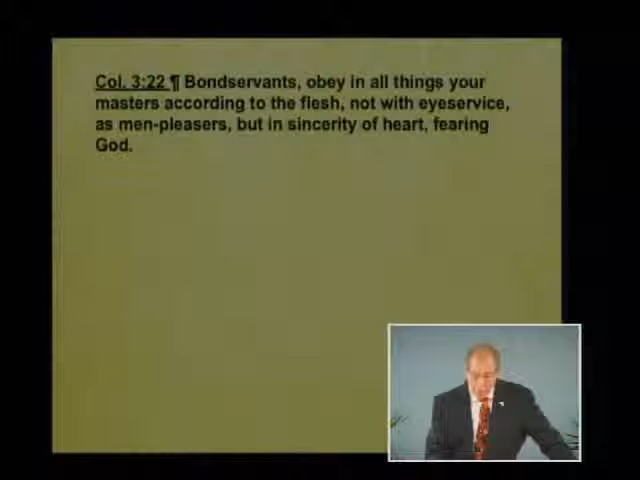 Col. 3:22 ¶ Bondservants, obey in all things your
masters according to the flesh, not with eyeservice,
as men-pleasers, but in sincerity of heart, fearing
God.